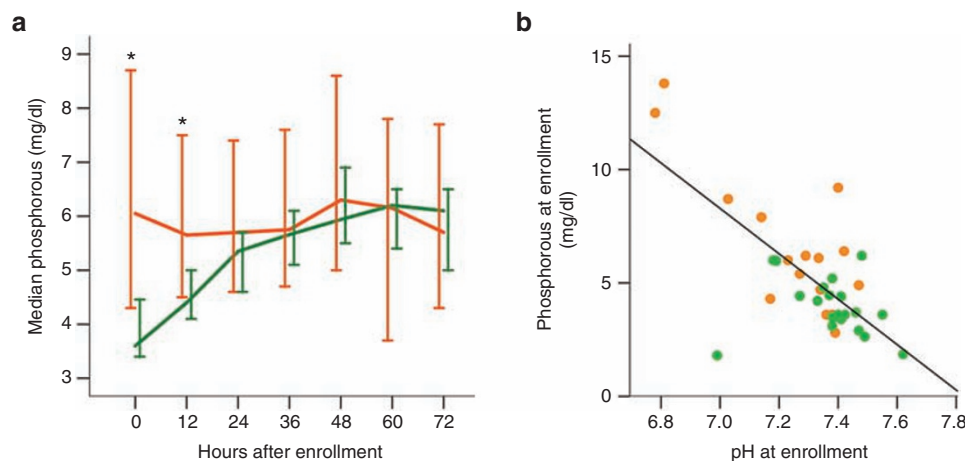 a
b
Median phosphorous (mg/dl)
9
8
7
6
5
4
3
*
*
0 12 24 36 48 60 72
Hours after enrollment
Phosphorous at enrollment
(mg/dl)
15
10
5
0
6.8 7.0 7.2 7.4 7.6 7.8
pH at enrollment